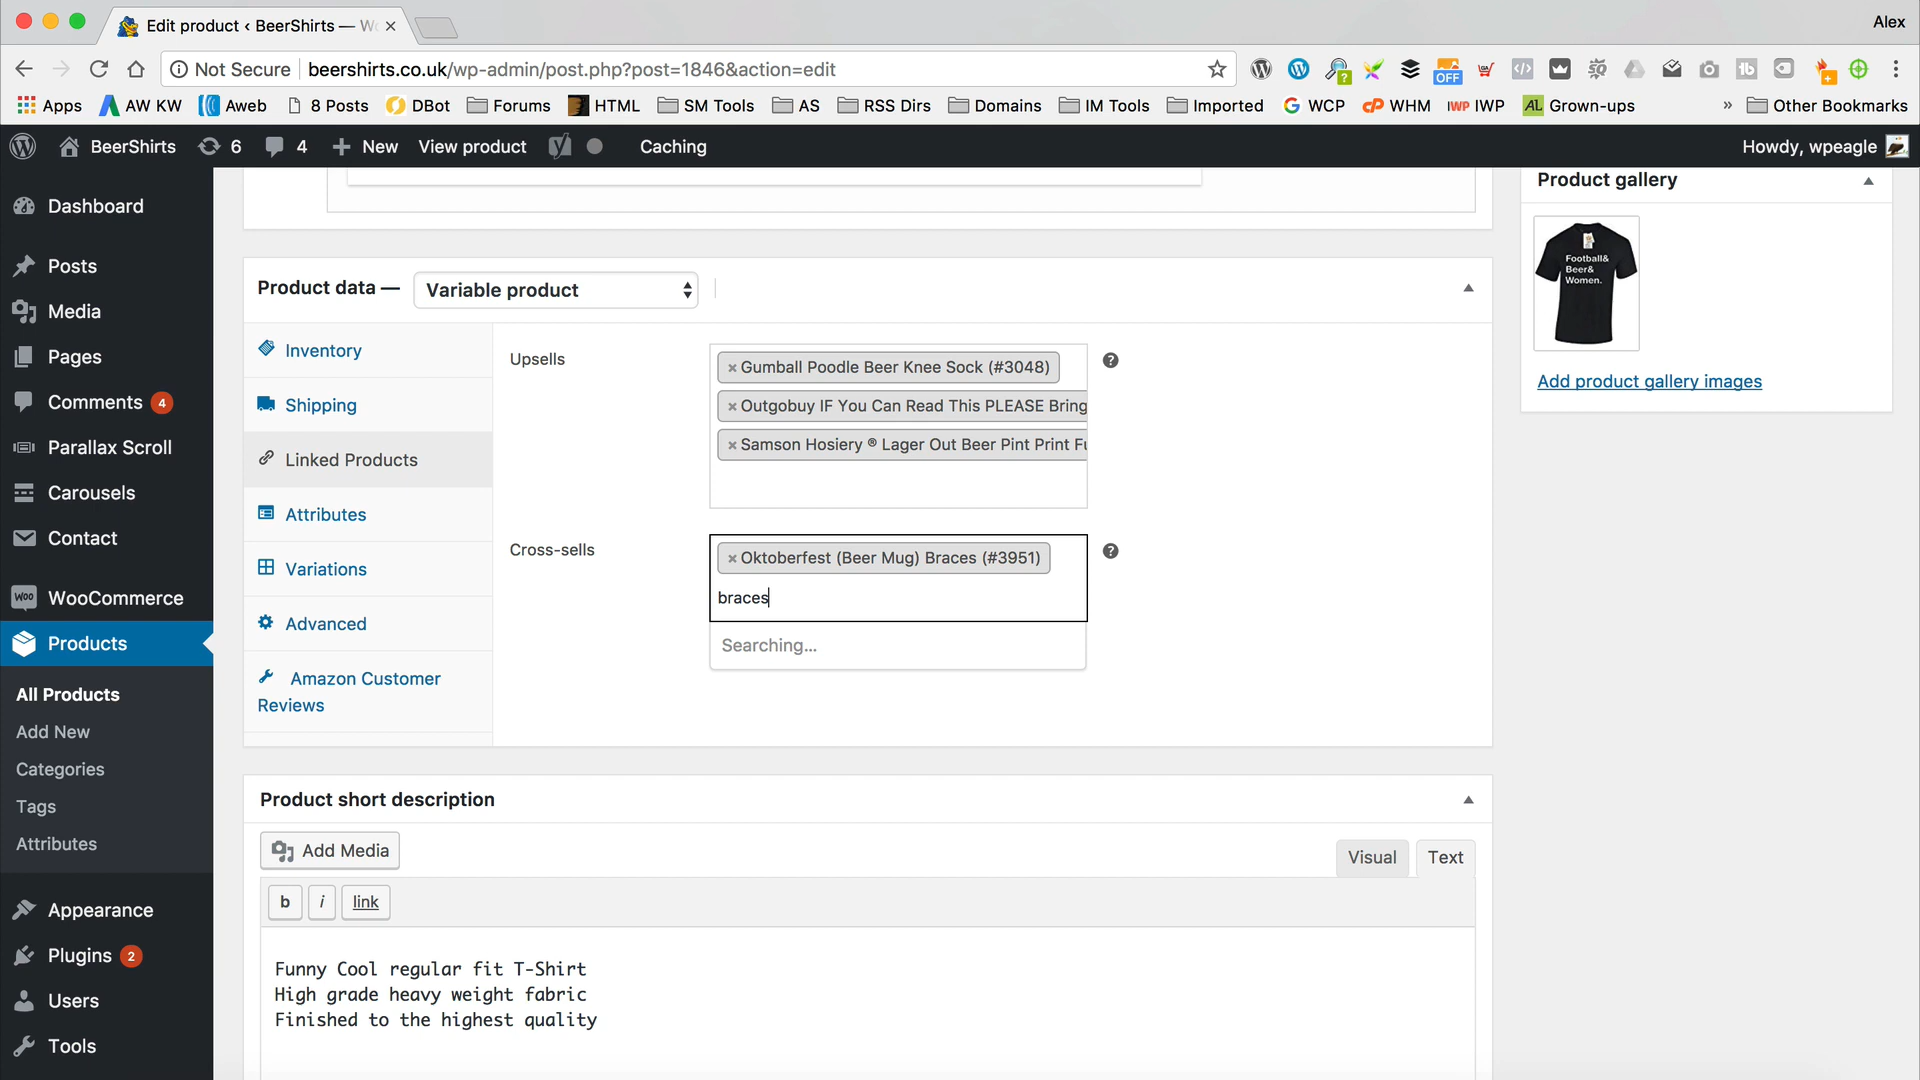 Edit product ‹ BeerShirts — W
Alex
Not Secure beershirts.co.uk/wp-admin/post.php?post=1846&action=edit
OFF
Apps AW KW Aweb 8 Posts DBot Forums HTML SM Tools AS RSS Dirs Domains IM Tools Imported WCP WHM IWP IWP Grown-ups » Other Bookmarks
BeerShirts 6 4 New View product Caching Howdy, wpeagle
Dashboard
Posts
Media
Pages
Comments 4
Parallax Scroll
Carousels
Contact
WooCommerce
Products
All Products
Add New
Categories
Tags
Attributes
Appearance
Plugins 2
Users
Tools
Product data — Variable product
Inventory
Shipping
Linked Products
Attributes
Variations
Advanced
Amazon Customer
Reviews
Upsells
× Gumball Poodle Beer Knee Sock (#3048)
× Outgobuy IF You Can Read This PLEASE Bring
× Samson Hosiery ® Lager Out Beer Pint Print Fu
Cross-sells
× Oktoberfest (Beer Mug) Braces (#3951)
braces
Searching...
Product short description
Add Media
Visual Text
b i link
Funny Cool regular fit T-Shirt
High grade heavy weight fabric
Finished to the highest quality
Product gallery
Football&
Beer&
Women.
Add product gallery images